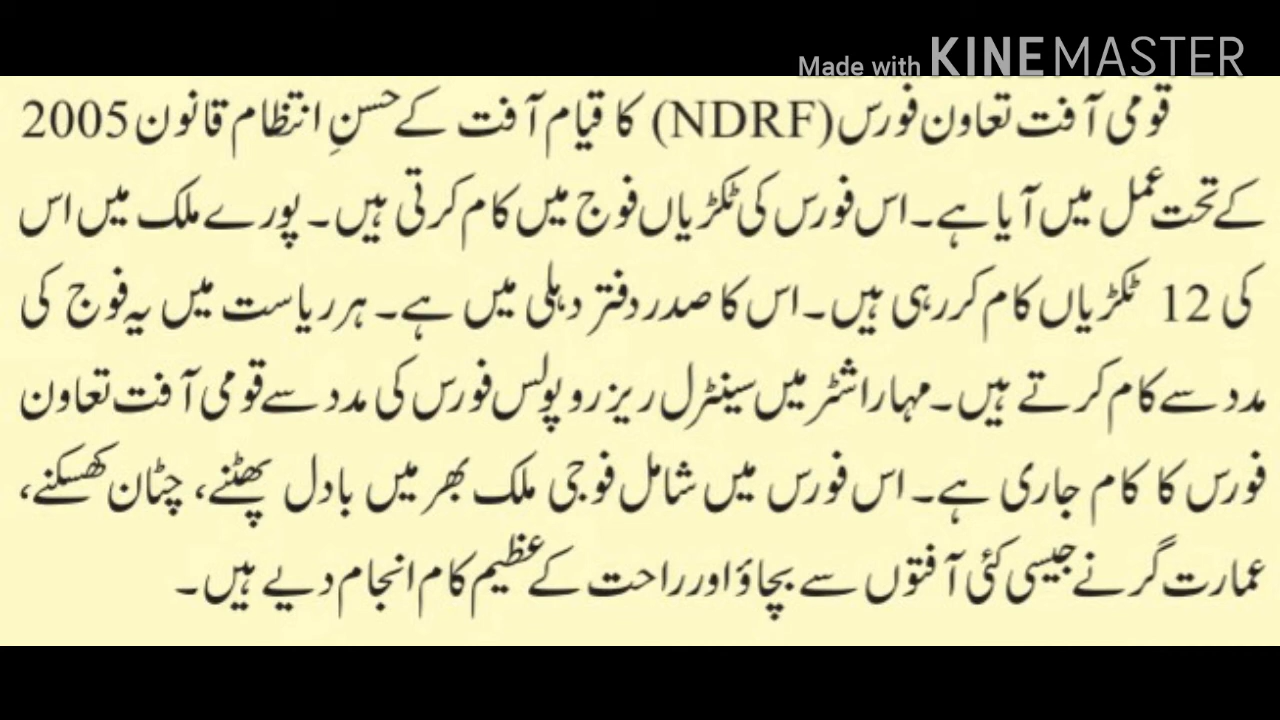 Made with KINEMASTER
قومی آفت تعاون فورس(NDRF) کا قیام آفت کے حسنِ انتظام قانون 2005
کے تحت عمل میں آیا ہے۔ اس فورس کی ٹکڑیاں فوج میں کام کرتی ہیں۔ پورے ملک میں اس
کی 12 ٹکڑیاں کام کررہی ہیں۔ اس کا صدر دفتر دہلی میں ہے۔ ہر ریاست میں یہ فوج کی
مدد سے کام کرتے ہیں۔ مہاراشٹر میں سینٹرل ریزرو پولس فورس کی مدد سے قومی آفت تعاون
فورس کا کام جاری ہے۔ اس فورس میں شامل فوجی ملک بھر میں بادل پھٹنے، چٹان کھسکنے،
عمارت گرنے جیسی کئی آفتوں سے بچاؤ اور راحت کے عظیم کام انجام دیے ہیں۔